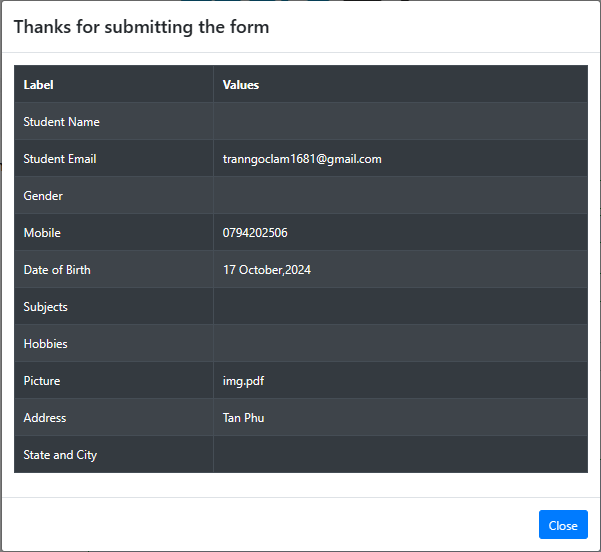 Thanks for submitting the form
Label Values
Student Name
Student Email tranngoclam1681@gmail.com
Gender
Mobile 0794202506
Date of Birth 17 October,2024
Subjects
Hobbies
Picture img.pdf
Address Tan Phu
State and City
Close